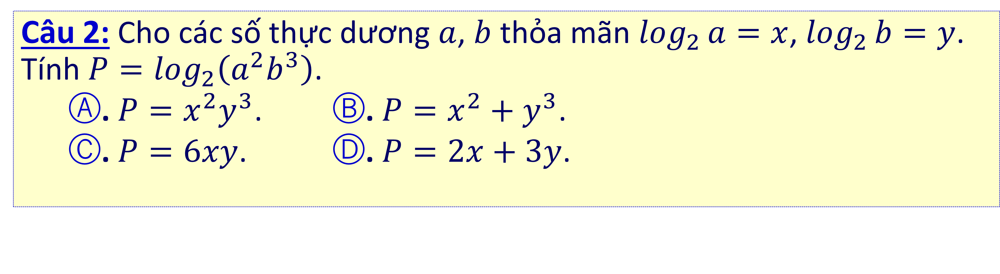 Câu 2: Cho các số thực dương a, b thỏa mãn log₂ a = x, log₂ b = y.
Tính P = log₂(a²b³).
Ⓐ. P = x²y³. Ⓑ. P = x² + y³.
Ⓒ. P = 6xy. Ⓓ. P = 2x + 3y.